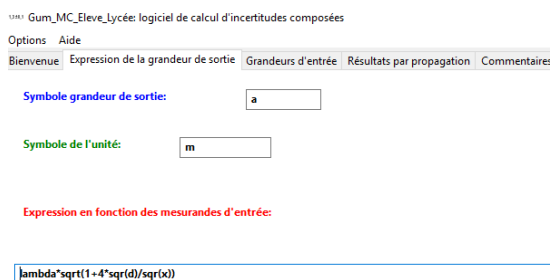 Gum_MC_Eleve_Lycée: logiciel de calcul d'incertitudes composées
Options Aide
Bienvenue Expression de la grandeur de sortie Grandeurs d'entrée Résultats par propagation Commentaires
Symbole grandeur de sortie: a
Symbole de l'unité: m
Expression en fonction des mesurandes d'entrée:
lambda*sqrt(1+4*sqr(d)/sqr(x))